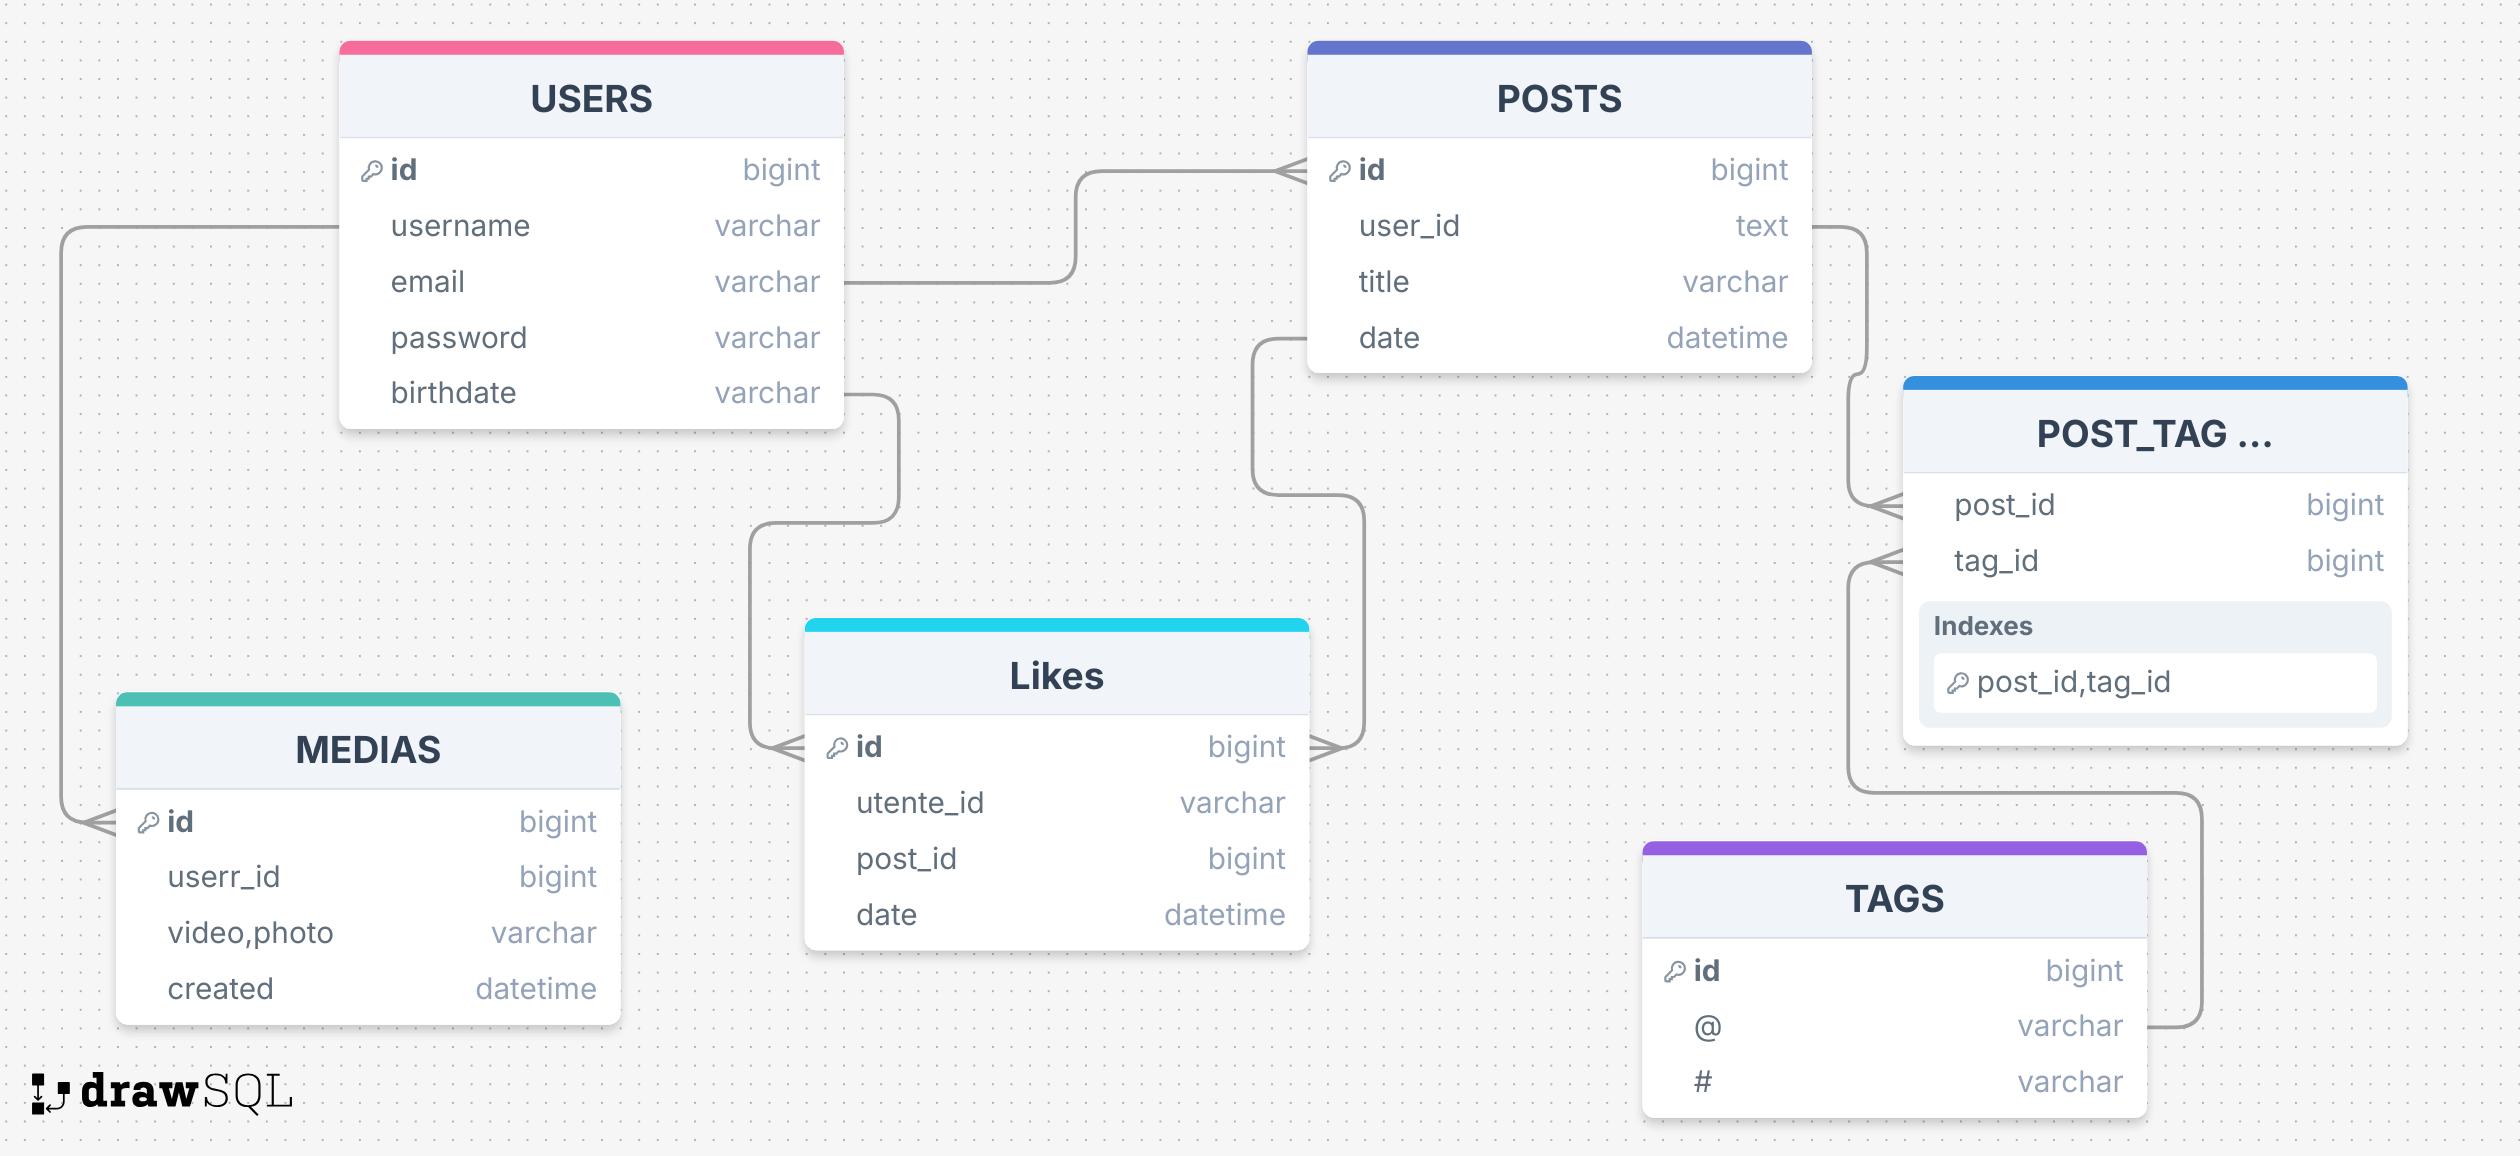 USERS
id bigint
username varchar
email varchar
password varchar
birthdate varchar
POSTS
id bigint
user_id text
title varchar
date datetime
POST_TAG ...
post_id bigint
tag_id bigint
Indexes
post_id,tag_id
Likes
id bigint
utente_id varchar
post_id bigint
date datetime
MEDIAS
id bigint
userr_id bigint
video,photo varchar
created datetime
TAGS
id bigint
@ varchar
# varchar
drawSQL